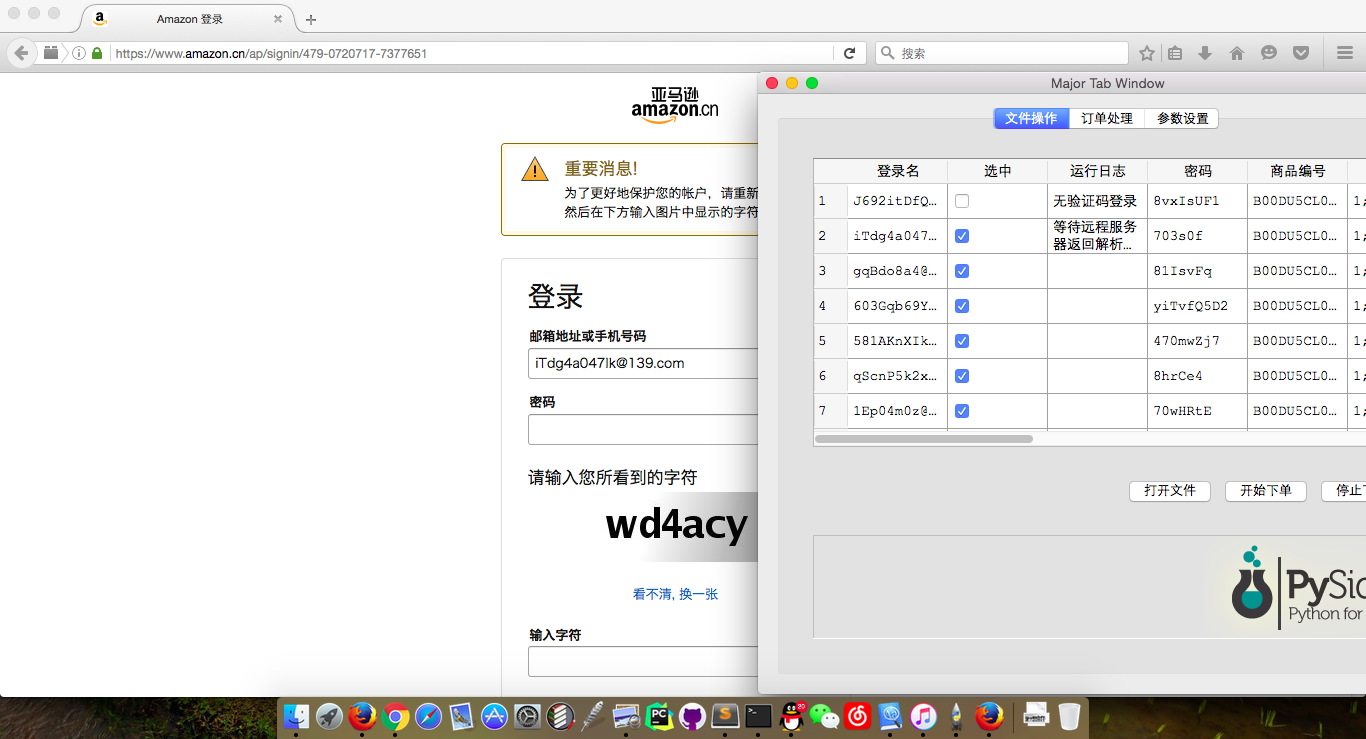 Amazon 登录
https://www.amazon.cn/ap/signin/479-0720717-7377651
搜索
亚马逊
amazon.cn
重要消息!
为了更好地保护您的帐户，请重新
然后在下方输入图片中显示的字符
登录
邮箱地址或手机号码
iTdg4a047lk@139.com
密码
请输入您所看到的字符
wd4acy
看不清, 换一张
输入字符
Major Tab Window
文件操作 订单处理 参数设置
登录名 选中 运行日志 密码 商品编号
1 J692itDfQ... 无验证码登录 8vxIsUF1 B00DU5CL0... 1;
2 iTdg4a047... 等待远程服务
器返回解析... 703s0f B00DU5CL0... 1;
3 gqBdo8a4@... 81IsvFq B00DU5CL0... 1;
4 603Gqb69Y... yiTvfQ5D2 B00DU5CL0... 1;
5 581AKnXIk... 470mwZj7 B00DU5CL0... 1;
6 qScnP5k2x... 8hrCe4 B00DU5CL0... 1;
7 1Ep04m0z@... 70wHRtE B00DU5CL0... 1;
打开文件 开始下单 停止
PySi
Python for
20